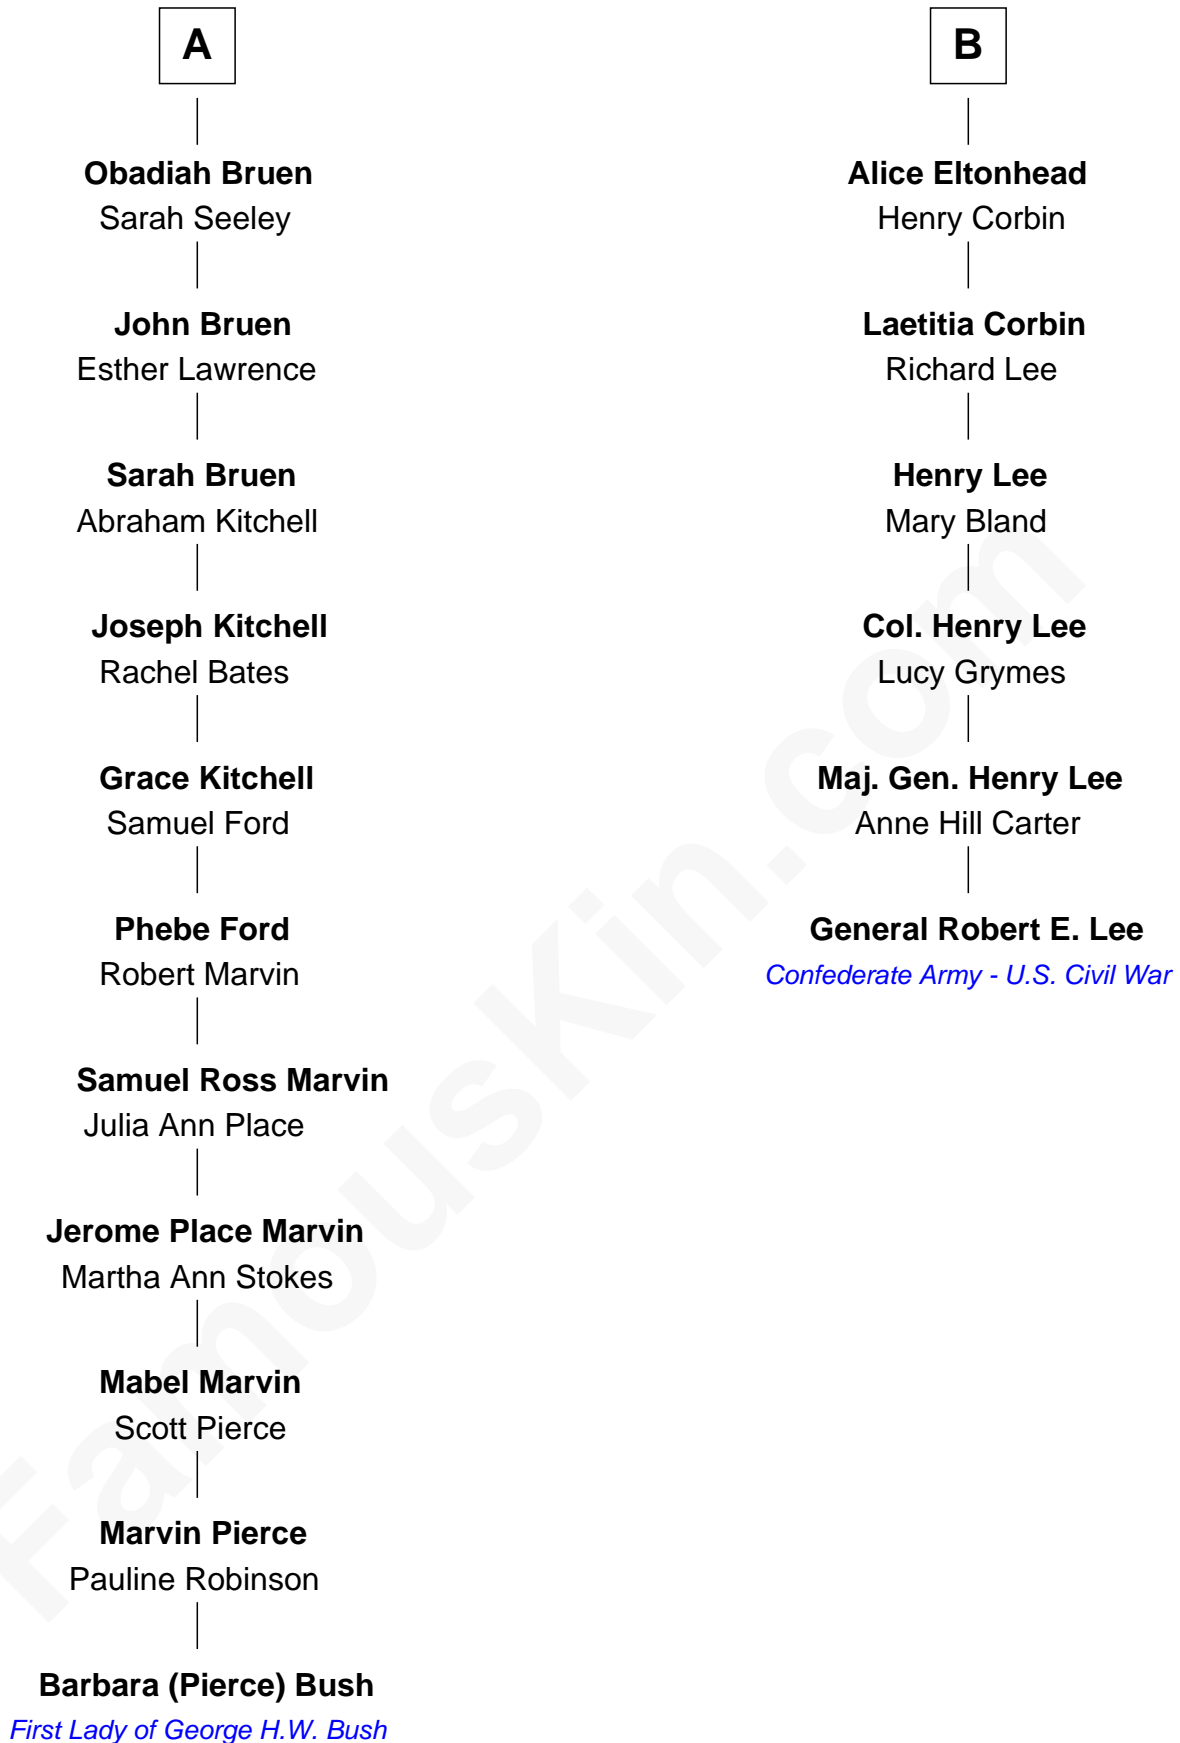 A
Obadiah Bruen
Sarah Seeley
John Bruen
Esther Lawrence
Sarah Bruen
Abraham Kitchell
Joseph Kitchell
Rachel Bates
Grace Kitchell
Samuel Ford
Phebe Ford
Robert Marvin
Samuel Ross Marvin
Julia Ann Place
Jerome Place Marvin
Martha Ann Stokes
Mabel Marvin
Scott Pierce
Marvin Pierce
Pauline Robinson
Barbara (Pierce) Bush
First Lady of George H.W. Bush
B
Alice Eltonhead
Henry Corbin
Laetitia Corbin
Richard Lee
Henry Lee
Mary Bland
Col. Henry Lee
Lucy Grymes
Maj. Gen. Henry Lee
Anne Hill Carter
General Robert E. Lee
Confederate Army - U.S. Civil War
FamousKin.com